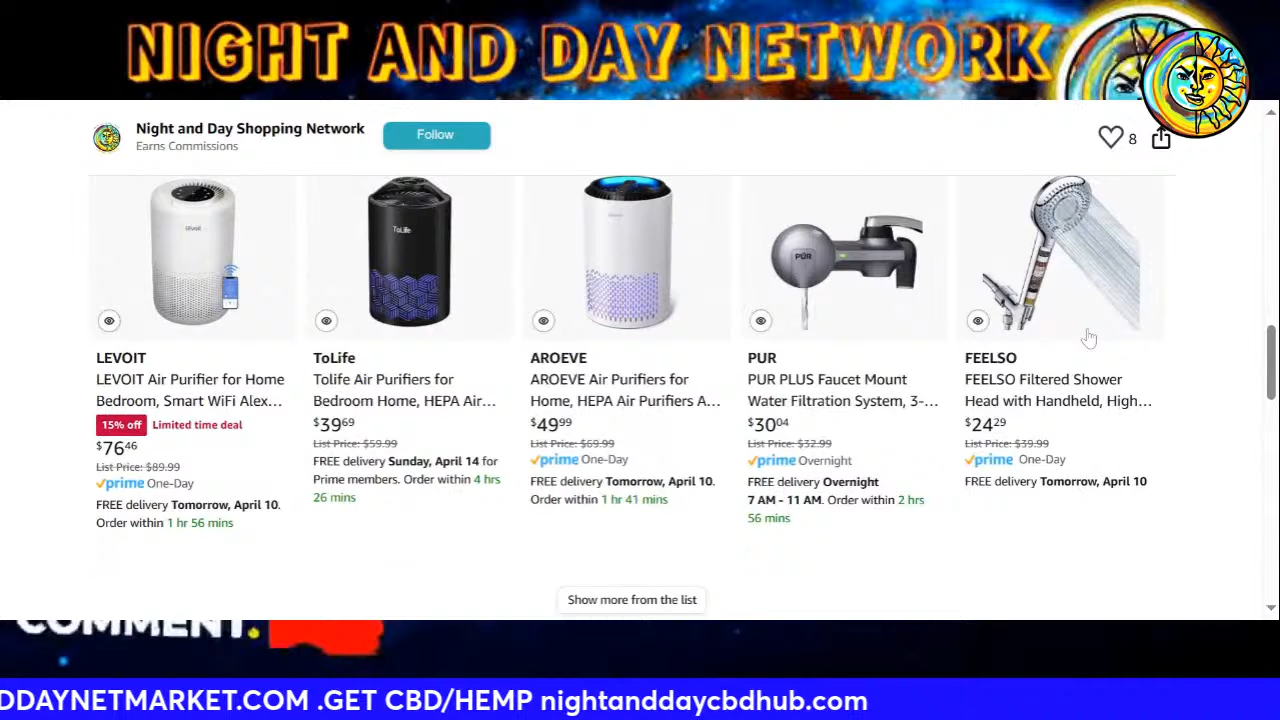 NIGHT AND DAY NETWORK
Night and Day Shopping Network
Follow
Earns Commissions
8
levoit
ToLife
PUR
LEVOIT
LEVOIT Air Purifier for Home
Bedroom, Smart WiFi Alex...
15% off Limited time deal
$76.46
List Price: $89.99
prime One-Day
FREE delivery Tomorrow, April 10.
Order within 1 hr 56 mins
ToLife
Tolife Air Purifiers for
Bedroom Home, HEPA Air...
$39.69
List Price: $59.99
FREE delivery Sunday, April 14 for
Prime members. Order within 4 hrs
26 mins
AROEVE
AROEVE Air Purifiers for
Home, HEPA Air Purifiers A...
$49.99
List Price: $69.99
prime One-Day
FREE delivery Tomorrow, April 10.
Order within 1 hr 41 mins
PUR
PUR PLUS Faucet Mount
Water Filtration System, 3-...
$30.04
List Price: $32.99
prime Overnight
FREE delivery Overnight
7 AM - 11 AM. Order within 2 hrs
56 mins
FEELSO
FEELSO Filtered Shower
Head with Handheld, High...
$24.29
List Price: $39.99
prime One-Day
FREE delivery Tomorrow, April 10
Show more from the list
COMMENT.
DDAYNETMARKET.COM .GET CBD/HEMP nightanddaycbdhub.com